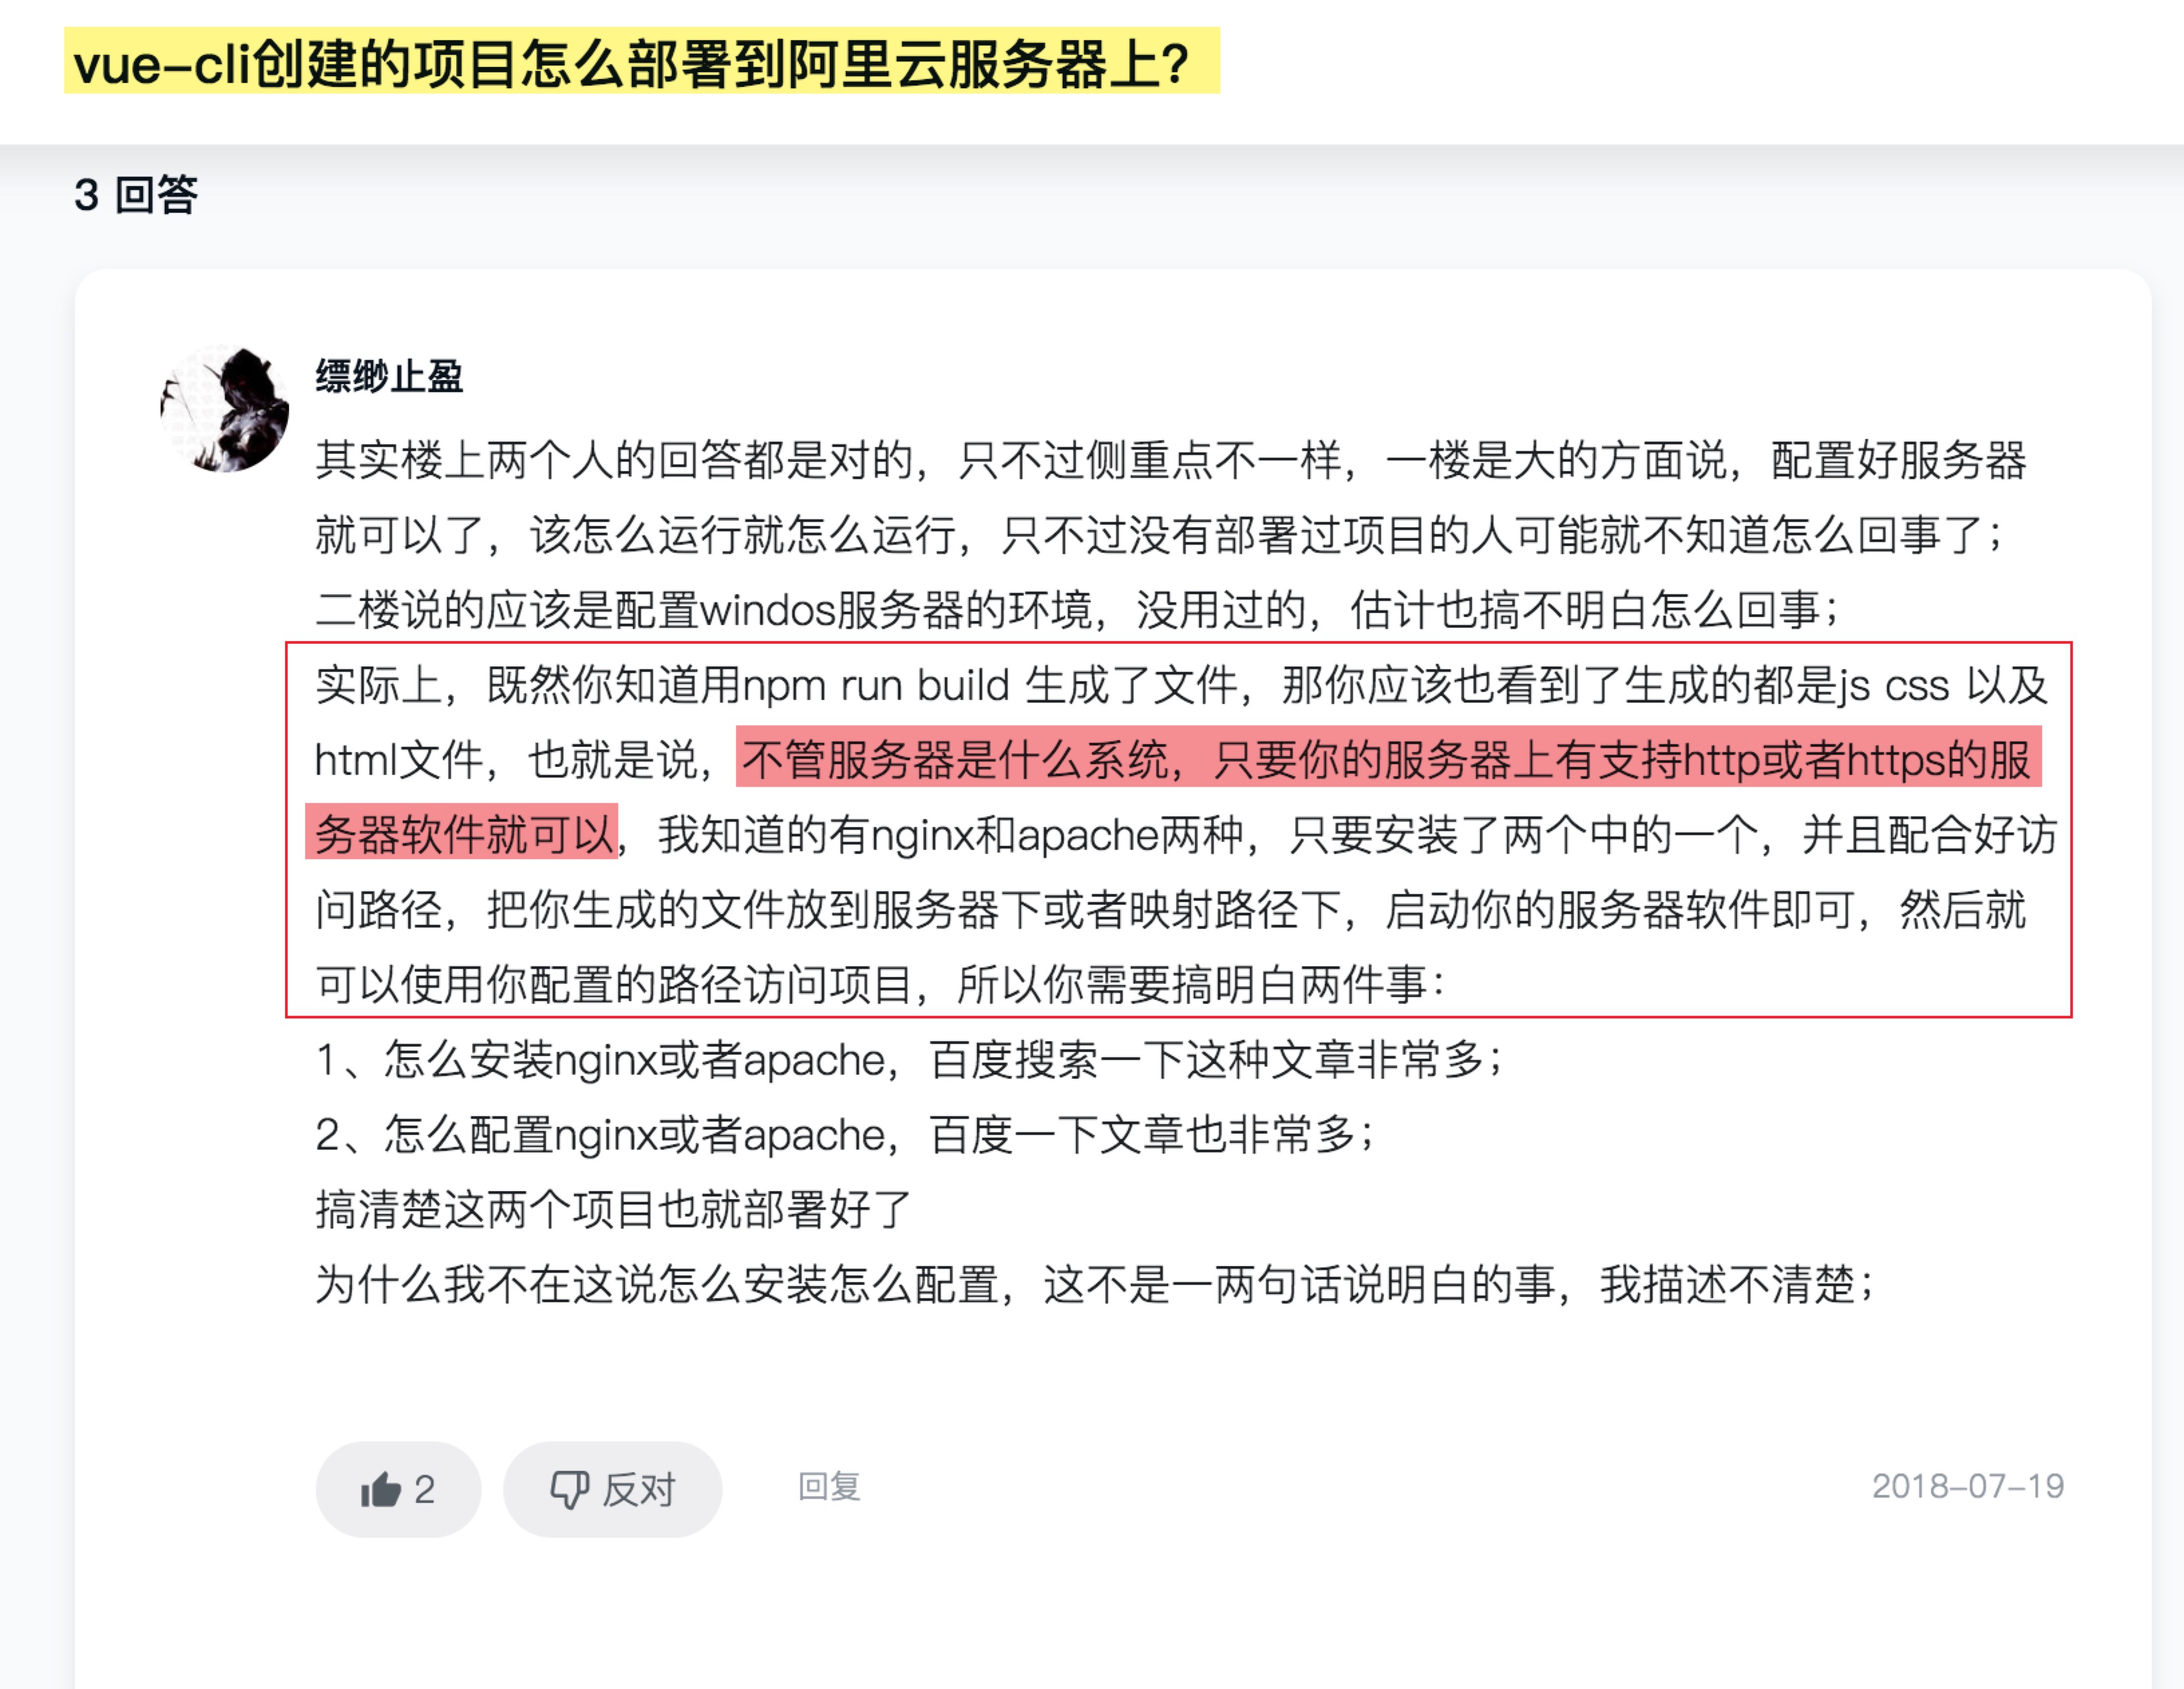 vue-cli创建的项目怎么部署到阿里云服务器上？
3 回答
缥缈止盈
其实楼上两个人的回答都是对的，只不过侧重点不一样，一楼是大的方面说，配置好服务器
就可以了，该怎么运行就怎么运行，只不过没有部署过项目的人可能就不知道怎么回事了；
二楼说的应该是配置windos服务器的环境，没用过的，估计也搞不明白怎么回事；
实际上，既然你知道用npm run build 生成了文件，那你应该也看到了生成的都是js css 以及
html文件，也就是说，不管服务器是什么系统，只要你的服务器上有支持http或者https的服
务器软件就可以，我知道的有nginx和apache两种，只要安装了两个中的一个，并且配合好访
问路径，把你生成的文件放到服务器下或者映射路径下，启动你的服务器软件即可，然后就
可以使用你配置的路径访问项目，所以你需要搞明白两件事：
1、怎么安装nginx或者apache，百度搜索一下这种文章非常多；
2、怎么配置nginx或者apache，百度一下文章也非常多；
搞清楚这两个项目也就部署好了
为什么我不在这说怎么安装怎么配置，这不是一两句话说明白的事，我描述不清楚；
2 反对 回复 2018-07-19